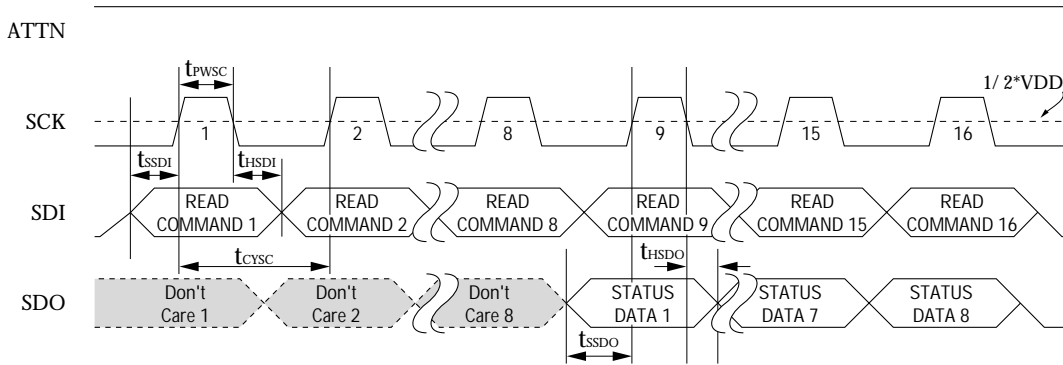 ATTN
tPWSC
1/2*VDD
SCK
1
2
8
9
15
16
tSSDI
tHSDI
SDI
READ
COMMAND 1
READ
COMMAND 2
READ
COMMAND 8
READ
COMMAND 9
READ
COMMAND 15
READ
COMMAND 16
tCYSC
tHSDO
SDO
Don't
Care 1
Don't
Care 2
Don't
Care 8
STATUS
DATA 1
STATUS
DATA 7
STATUS
DATA 8
tSSDO